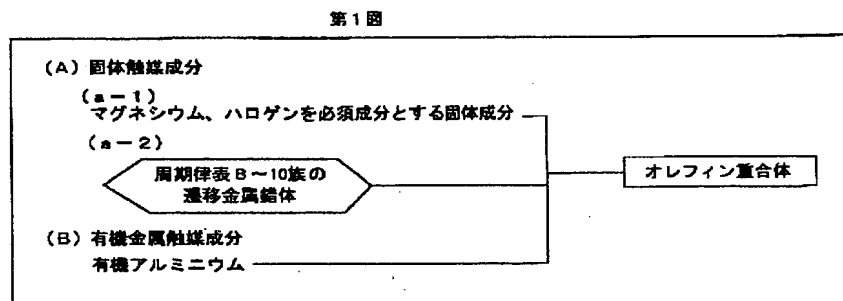 第1図
(A) 固体触媒成分
(a-1)
マグネシウム、ハロゲンを必須成分とする固体成分
(a-2)
周期律表8~10族の
遷移金属錯体
オレフィン重合体
(B) 有機金属触媒成分
有機アルミニウム